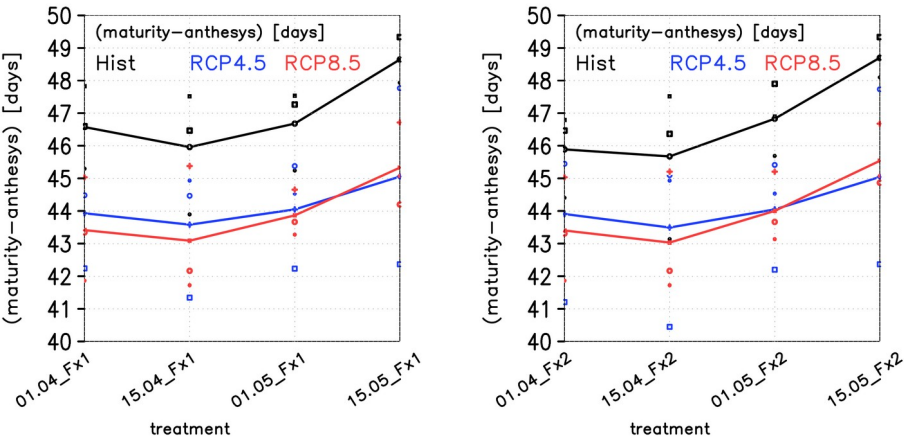 (maturity−anthesys) [days]
Hist RCP4.5 RCP8.5
(maturity−anthesys) [days]
50
49
48
47
46
45
44
43
42
41
40
01.04_Fx1 15.04_Fx1 01.05_Fx1 15.05_Fx1
treatment
(maturity−anthesys) [days]
Hist RCP4.5 RCP8.5
(maturity−anthesys) [days]
50
49
48
47
46
45
44
43
42
41
40
01.04_Fx2 15.04_Fx2 01.05_Fx2 15.05_Fx2
treatment